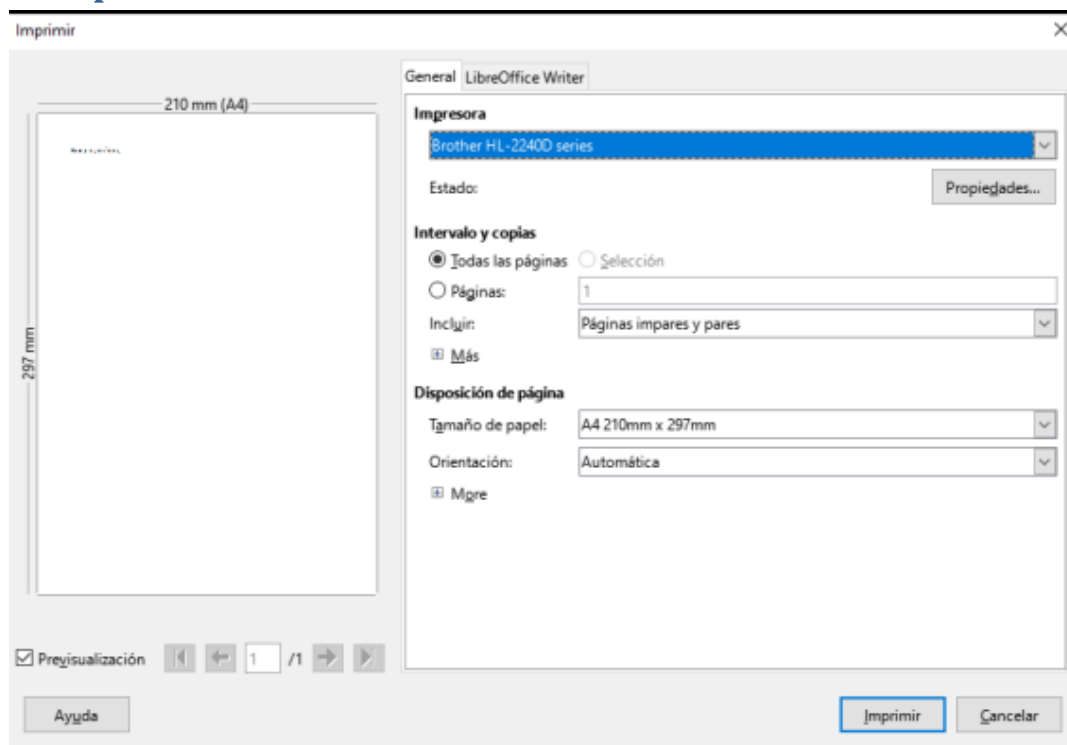 Imprimir
210 mm (A4)
297 mm
Previsualización
1 /1
General LibreOffice Writer
Impresora
Brother HL-2240D series
Estado:
Propiedades...
Intervalo y copias
Todas las páginas Selección
Páginas: 1
Incluir: Páginas impares y pares
Más
Disposición de página
Tamaño de papel: A4 210mm x 297mm
Orientación: Automática
More
Ayuda
Imprimir Cancelar